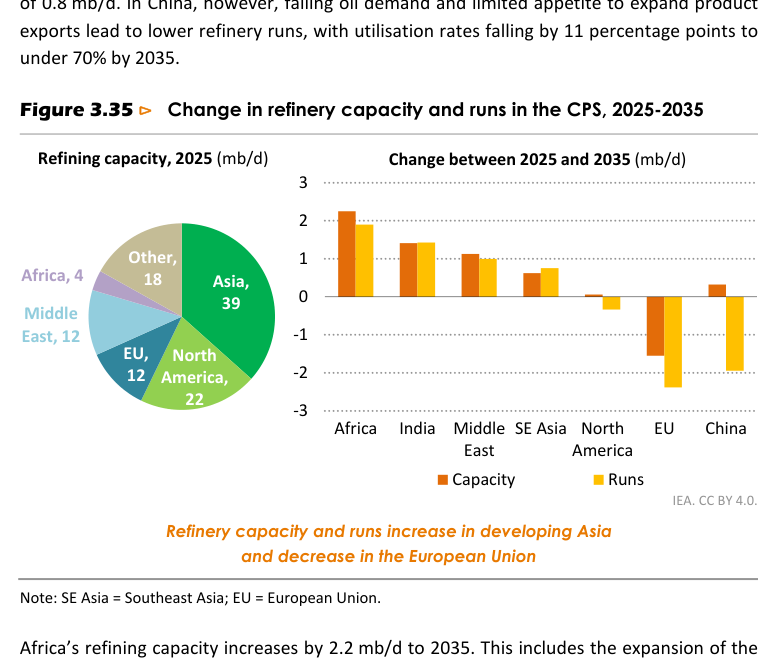 of 0.8 mb/d. In China, however, falling oil demand and limited appetite to expand product
exports lead to lower refinery runs, with utilisation rates falling by 11 percentage points to
under 70% by 2035.
Figure 3.35 ▻ Change in refinery capacity and runs in the CPS, 2025-2035
Refining capacity, 2025 (mb/d)
Other,
18
Asia,
39
Africa, 4
Middle
East, 12
EU,
12
North
America,
22
Change between 2025 and 2035 (mb/d)
3
2
1
0
-1
-2
-3
Africa
India
Middle
East
SE Asia
North
America
EU
China
Capacity
Runs
IEA. CC BY 4.0.
Refinery capacity and runs increase in developing Asia
and decrease in the European Union
Note: SE Asia = Southeast Asia; EU = European Union.
Africa’s refining capacity increases by 2.2 mb/d to 2035. This includes the expansion of the